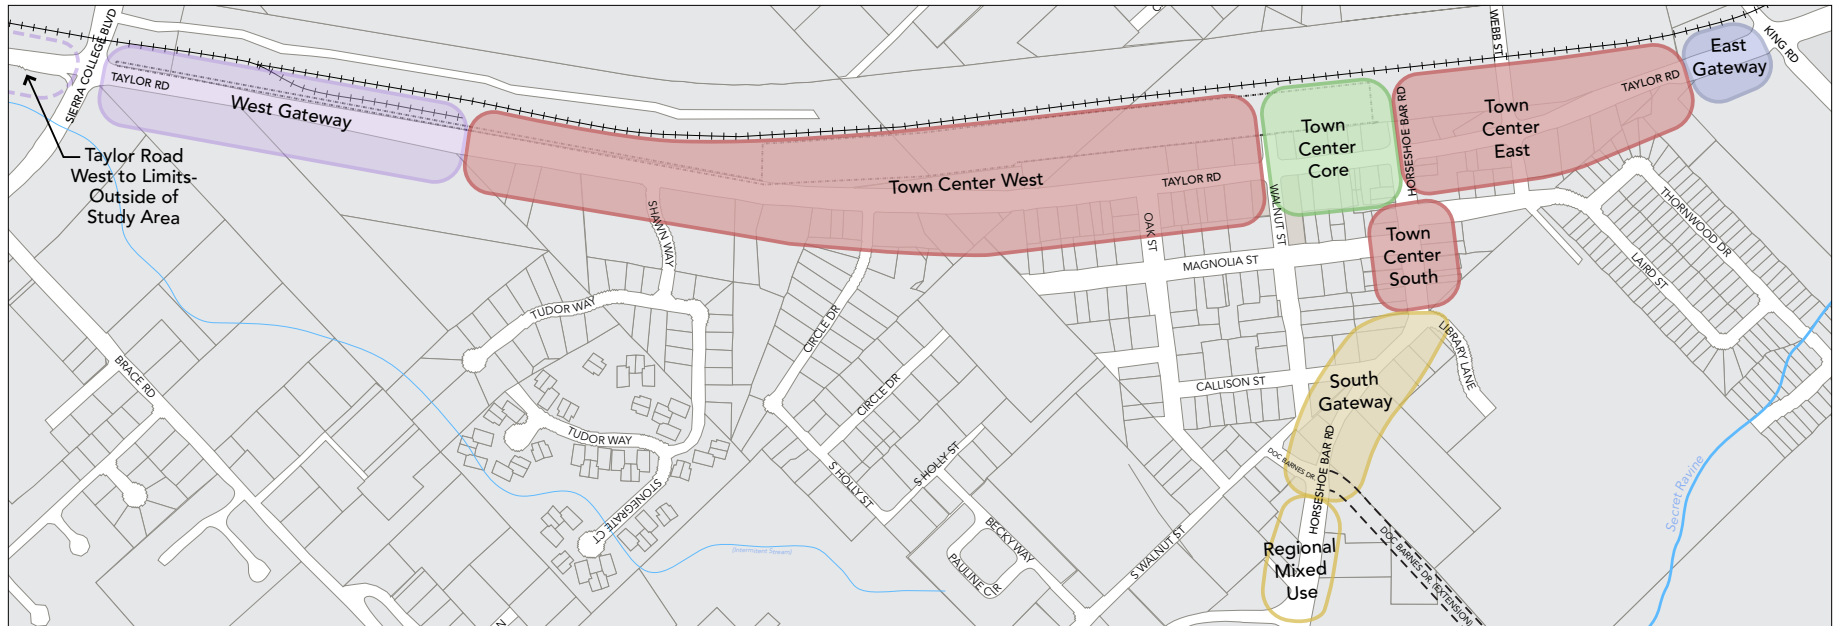 SIERRA COLLEGE BLVD
TAYLOR RD
West Gateway
Taylor Road
West to Limits-
Outside of
Study Area
Town Center West
TAYLOR RD
Town
Center
Core
HORSESHOE BAR RD
WEBB ST
Town
Center
East
TAYLOR RD
East
Gateway
KING RD
SHAWN WAY
OAK ST
WALNUT ST
MAGNOLIA ST
Town
Center
South
THORNWOOD DR
LAIRD ST
TUDOR WAY
CIRCLE DR
LIBRARY LANE
BRACE RD
CIRCLE DR
CALLISON ST
South
Gateway
TUDOR WAY
S HOLLY ST
S HOLLY ST
HORSESHOE BAR RD
DOC BARNES DR.
STONEGRATE CT
Secret Ravine
HORSESHOE BAR RD
BECKY WAY
PAULINE CIR
S WALNUT ST
Regional
Mixed
Use
DOC BARNES DR. (EXTENSION)